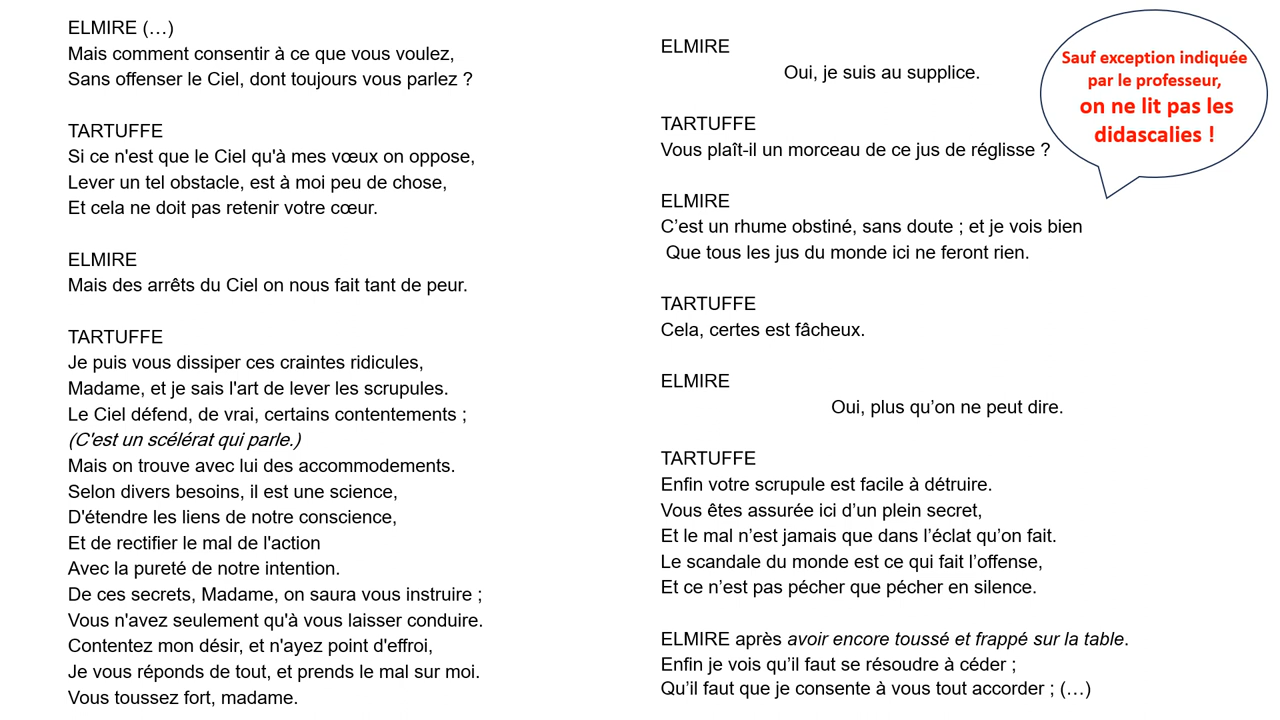 ELMIRE (…)
Mais comment consentir à ce que vous voulez,
Sans offenser le Ciel, dont toujours vous parlez ?
TARTUFFE
Si ce n'est que le Ciel qu'à mes vœux on oppose,
Lever un tel obstacle, est à moi peu de chose,
Et cela ne doit pas retenir votre cœur.
ELMIRE
Mais des arrêts du Ciel on nous fait tant de peur.
TARTUFFE
Je puis vous dissiper ces craintes ridicules,
Madame, et je sais l'art de lever les scrupules.
Le Ciel défend, de vrai, certains contentements ;
(C'est un scélérat qui parle.)
Mais on trouve avec lui des accommodements.
Selon divers besoins, il est une science,
D'étendre les liens de notre conscience,
Et de rectifier le mal de l'action
Avec la pureté de notre intention.
De ces secrets, Madame, on saura vous instruire ;
Vous n'avez seulement qu'à vous laisser conduire.
Contentez mon désir, et n'ayez point d'effroi,
Je vous réponds de tout, et prends le mal sur moi.
Vous toussez fort, madame.
ELMIRE
Oui, je suis au supplice.
TARTUFFE
Vous plaît-il un morceau de ce jus de réglisse ?
ELMIRE
C’est un rhume obstiné, sans doute ; et je vois bien
Que tous les jus du monde ici ne feront rien.
TARTUFFE
Cela, certes est fâcheux.
ELMIRE
Oui, plus qu’on ne peut dire.
TARTUFFE
Enfin votre scrupule est facile à détruire.
Vous êtes assurée ici d’un plein secret,
Et le mal n’est jamais que dans l’éclat qu’on fait.
Le scandale du monde est ce qui fait l’offense,
Et ce n’est pas pécher que pécher en silence.
ELMIRE après avoir encore toussé et frappé sur la table.
Enfin je vois qu’il faut se résoudre à céder ;
Qu’il faut que je consente à vous tout accorder ; (…)
Sauf exception indiquée
par le professeur,
on ne lit pas les
didascalies !